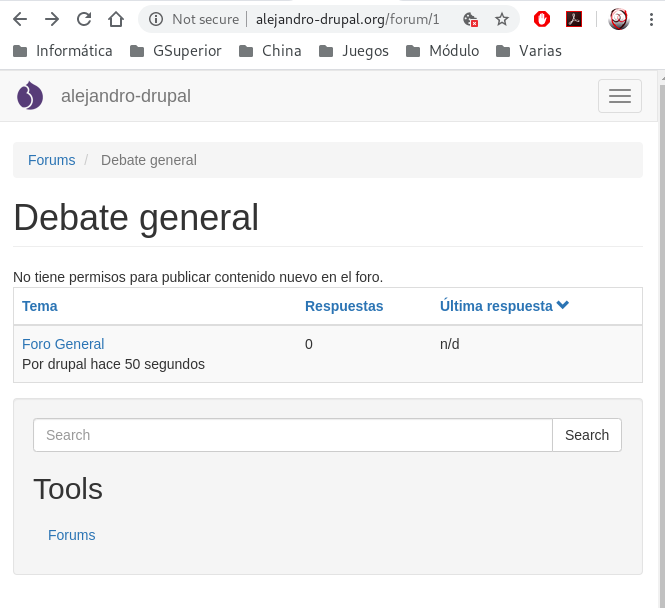 Not secure alejandro-drupal.org/forum/1
Informática GSuperior China Juegos Módulo Varias
alejandro-drupal
Forums / Debate general
Debate general
No tiene permisos para publicar contenido nuevo en el foro.
Tema Respuestas Última respuesta
Foro General 0 n/d
Por drupal hace 50 segundos
Search Search
Tools
Forums